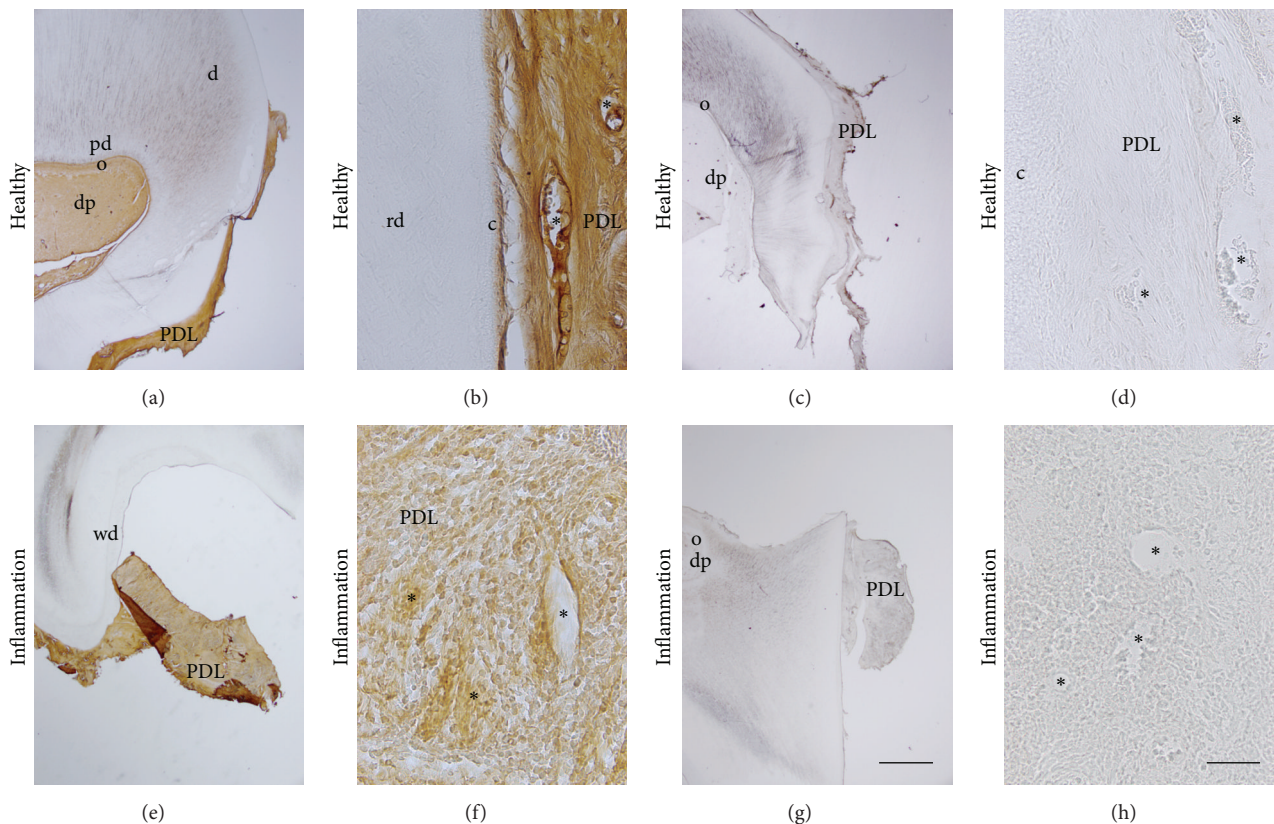 Healthy
d
pd
o
dp
PDL
(a)
Healthy
rd
c
*
*
PDL
(b)
Healthy
o
dp
PDL
(c)
Healthy
c
PDL
*
*
*
(d)
Inflammation
wd
PDL
(e)
Inflammation
PDL
*
*
*
(f)
Inflammation
o
dp
PDL
(g)
Inflammation
*
*
*
(h)